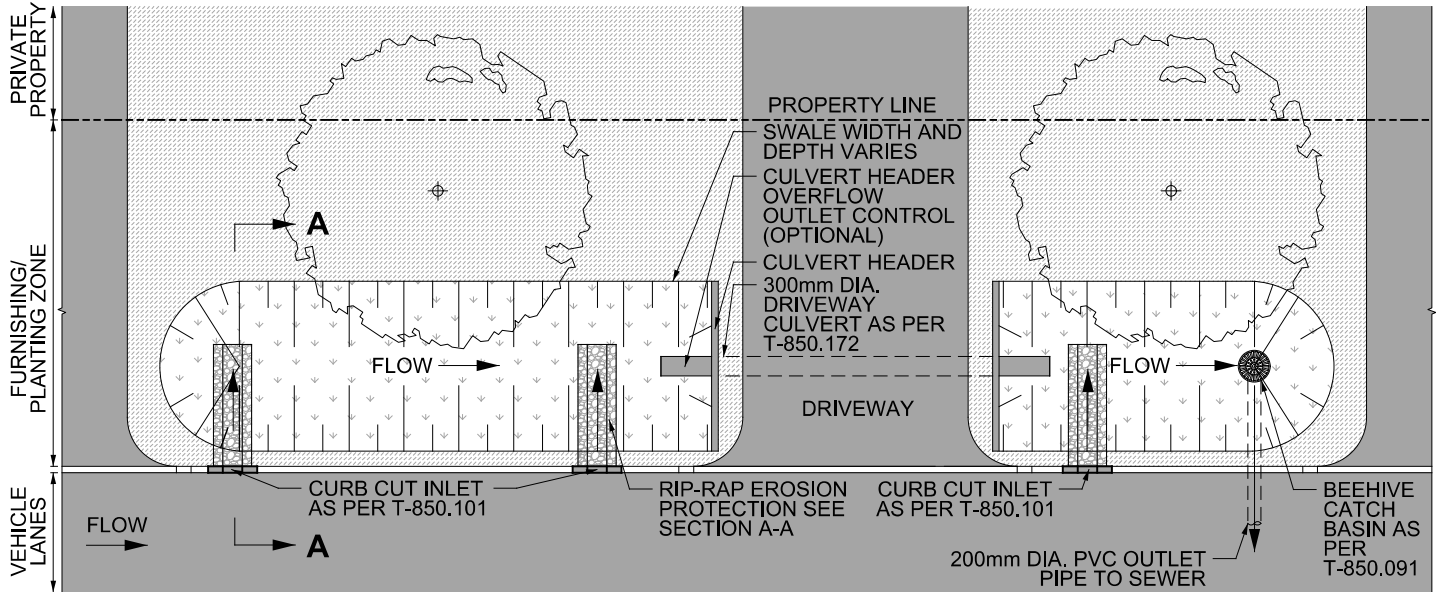 PRIVATE
PROPERTY
FURNISHING/
PLANTING ZONE
VEHICLE
LANES
PROPERTY LINE
SWALE WIDTH AND
DEPTH VARIES
CULVERT HEADER
OVERFLOW
OUTLET CONTROL
(OPTIONAL)
CULVERT HEADER
300mm DIA.
DRIVEWAY
CULVERT AS PER
T-850.172
DRIVEWAY
A
FLOW
FLOW
CURB CUT INLET
AS PER T-850.101
RIP-RAP EROSION
PROTECTION SEE
SECTION A-A
CURB CUT INLET
AS PER T-850.101
BEEHIVE
CATCH
BASIN AS
PER
T-850.091
FLOW
A
200mm DIA. PVC OUTLET
PIPE TO SEWER